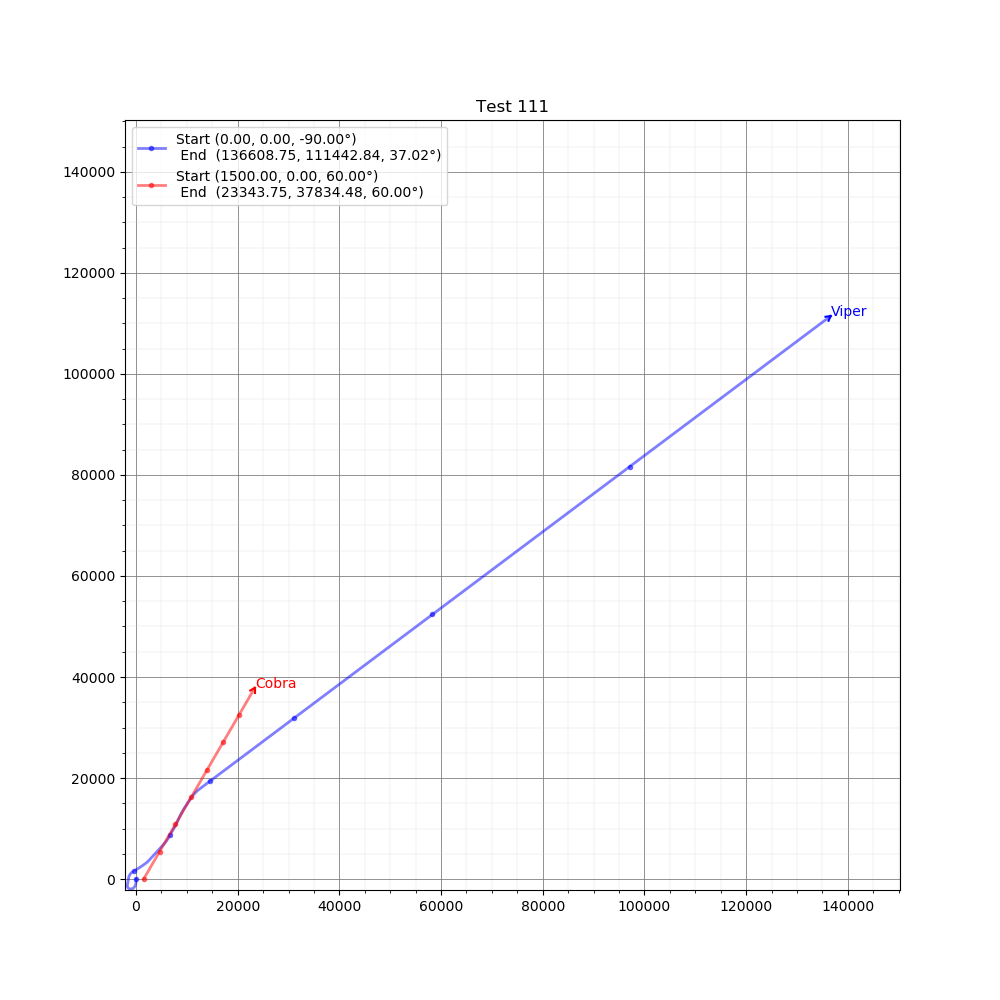 Test 111
Start (0.00, 0.00, -90.00°)
End  (136608.75, 111442.84, 37.02°)
Start (1500.00, 0.00, 60.00°)
End  (23343.75, 37834.48, 60.00°)
140000
120000
Viper
100000
80000
60000
40000
Cobra
20000
0
0 20000 40000 60000 80000 100000 120000 140000